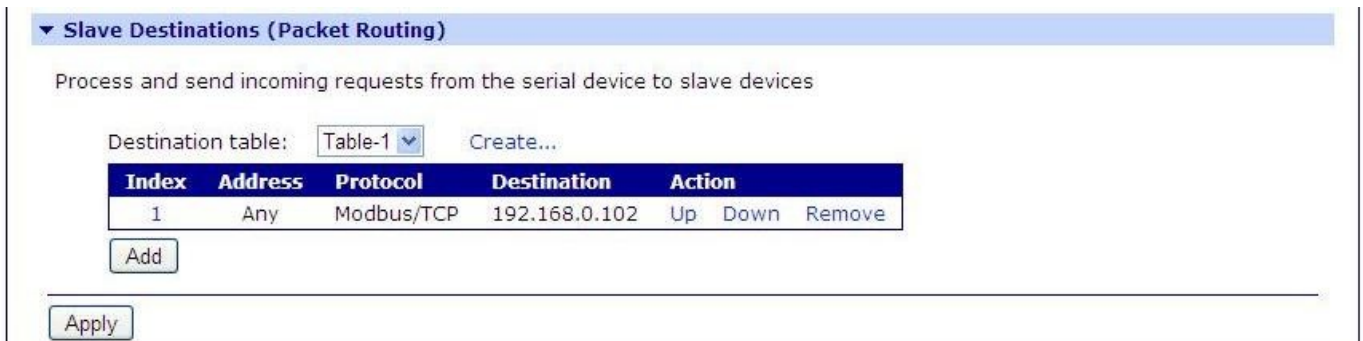 Slave Destinations (Packet Routing)
Process and send incoming requests from the serial device to slave devices
Destination table: Table-1 Create...
Index Address Protocol Destination Action
1 Any Modbus/TCP 192.168.0.102 Up Down Remove
Add
Apply